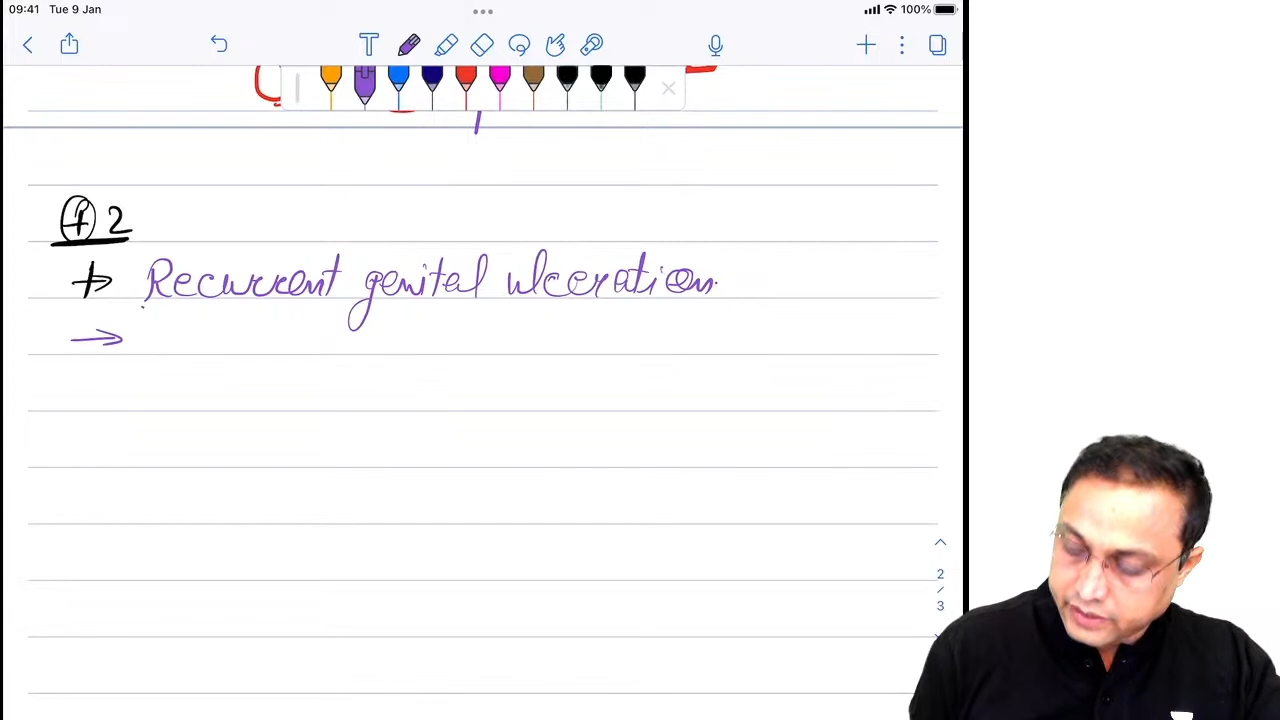 09:41 Tue 9 Jan
100%
T
⊕ 2
→ Recurrent genital ulceration.
→
2
/
3